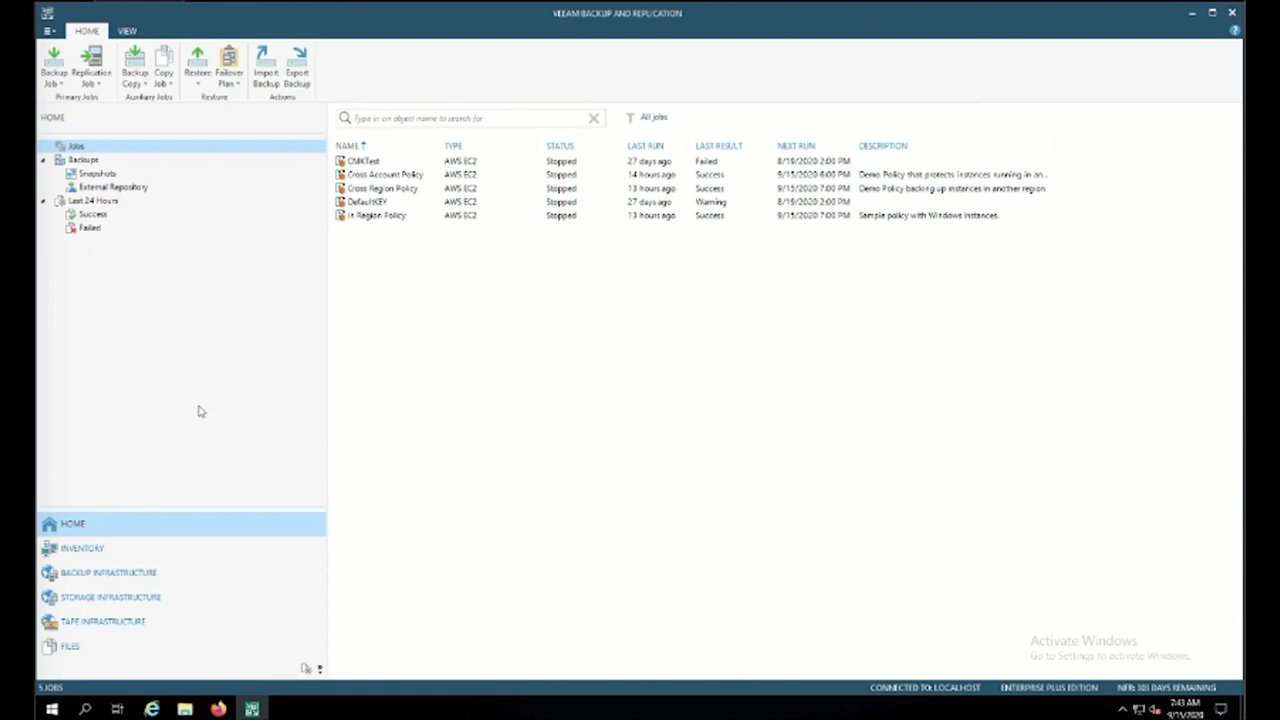 VEEAM BACKUP AND REPLICATION
HOME VIEW
Backup Job Replication Job Backup Copy Copy Job Restore Failover Plan Import Backup Export Backup
Primary Jobs Auxiliary Jobs Restore Actions
HOME
Type in an object name to search for
All jobs
Jobs
Backups
Snapshots
External Repository
Last 24 Hours
Success
Failed
NAME TYPE STATUS LAST RUN LAST RESULT NEXT RUN DESCRIPTION
CMKTest AWS EC2 Stopped 27 days ago Failed 8/19/2020 2:00 PM
Cross Account Policy AWS EC2 Stopped 14 hours ago Success 9/15/2020 6:00 PM Demo Policy that protects instances running in an...
Cross Region Policy AWS EC2 Stopped 13 hours ago Success 9/15/2020 7:00 PM Demo Policy backing up instances in another region
DefaultKEY AWS EC2 Stopped 27 days ago Warning 8/19/2020 2:00 PM
In Region Policy AWS EC2 Stopped 13 hours ago Success 9/15/2020 7:00 PM Sample policy with Windows instances.
HOME
INVENTORY
BACKUP INFRASTRUCTURE
STORAGE INFRASTRUCTURE
TAPE INFRASTRUCTURE
FILES
Activate Windows
Go to Settings to activate Windows.
5 JOBS CONNECTED TO: LOCALHOST ENTERPRISE PLUS EDITION NFR: 303 DAYS REMAINING
7:43 AM
9/15/2020